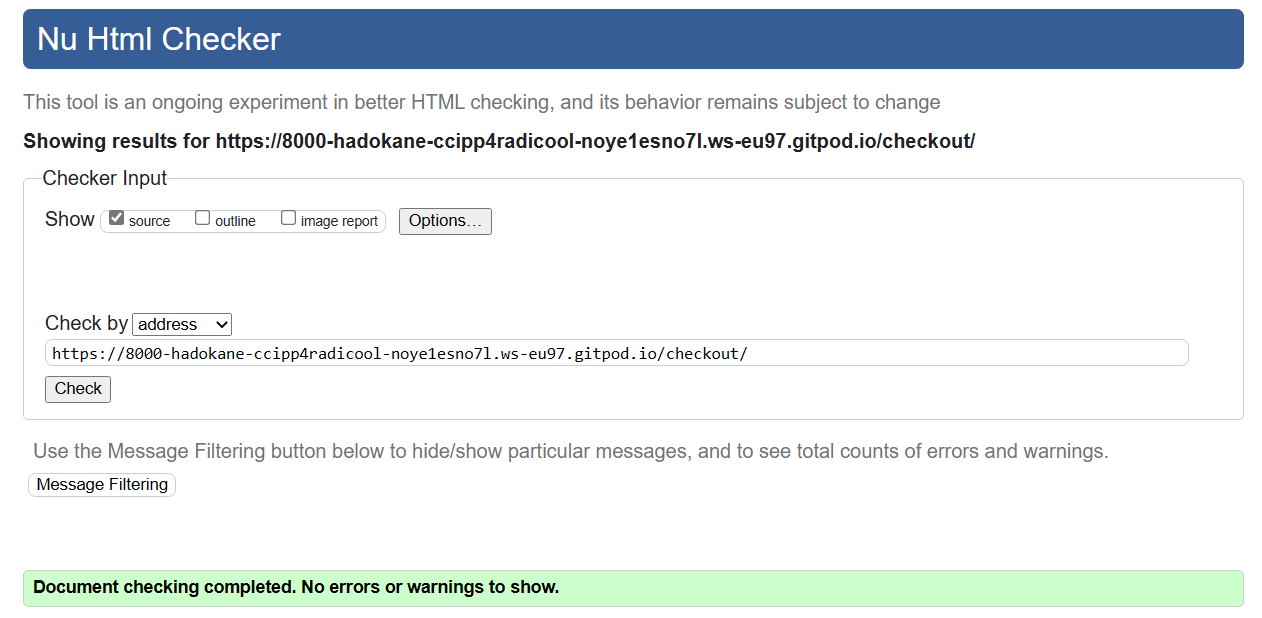 Nu Html Checker
This tool is an ongoing experiment in better HTML checking, and its behavior remains subject to change
Showing results for https://8000-hadokane-ccipp4radicool-noye1esno7l.ws-eu97.gitpod.io/checkout/
Checker Input
Show source outline image report Options…
Check by address
https://8000-hadokane-ccipp4radicool-noye1esno7l.ws-eu97.gitpod.io/checkout/
Check
Use the Message Filtering button below to hide/show particular messages, and to see total counts of errors and warnings.
Message Filtering
Document checking completed. No errors or warnings to show.